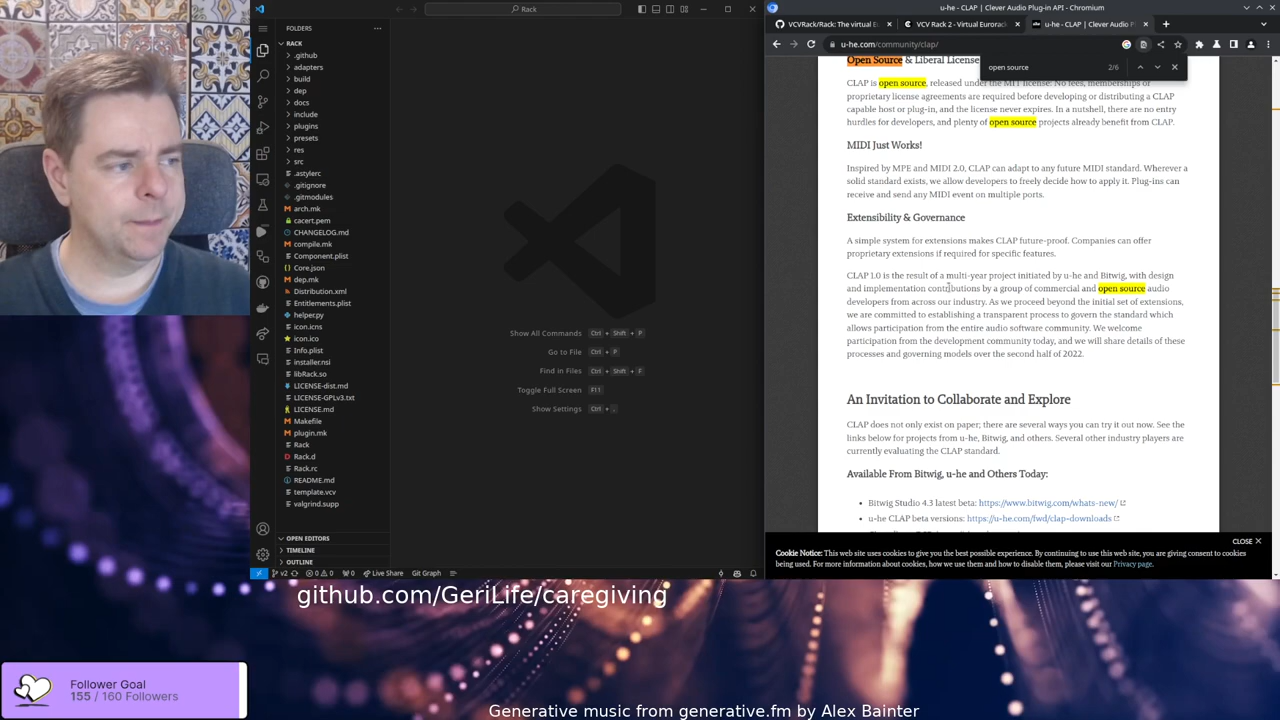 Rack
u-he - CLAP | Clever Audio Plug-in API - Chromium
VCVRack/Rack: The virtual Eu
VCV Rack 2 - Virtual Eurorack
u-he - CLAP | Clever Audio Pl
u-he.com/community/clap/
open source
2/6
FOLDERS
RACK
.github
adapters
build
dep
docs
include
plugins
presets
res
src
.astylerc
.gitignore
.gitmodules
arch.mk
cacert.pem
CHANGELOG.md
compile.mk
Component.plist
Core.json
dep.mk
Distribution.xml
Entitlements.plist
helper.py
icon.icns
icon.ico
Info.plist
installer.nsi
libRack.so
LICENSE-dist.md
LICENSE-GPLv3.txt
LICENSE.md
Makefile
plugin.mk
Rack
Rack.d
Rack.rc
README.md
template.vcv
valgrind.supp
OPEN EDITORS
TIMELINE
OUTLINE
v2
0
0
0
Live Share
Git Graph
Show All Commands Ctrl + Shift + P
Go to File Ctrl + P
Find in Files Ctrl + Shift + F
Toggle Full Screen F11
Show Settings Ctrl + ,
Open Source & Liberal License
CLAP is open source, released under the MIT license: No fees, memberships or
proprietary license agreements are required before developing or distributing a CLAP
capable host or plug-in, and the license never expires. In a nutshell, there are no entry
hurdles for developers, and plenty of open source projects already benefit from CLAP.
MIDI Just Works!
Inspired by MPE and MIDI 2.0, CLAP can adapt to any future MIDI standard. Wherever a
solid standard exists, we allow developers to freely decide how to apply it. Plug-ins can
receive and send any MIDI event on multiple ports.
Extensibility & Governance
A simple system for extensions makes CLAP future-proof. Companies can offer
proprietary extensions if required for specific features.
CLAP 1.0 is the result of a multi-year project initiated by u-he and Bitwig, with design
and implementation contributions by a group of commercial and open source audio
developers from across our industry. As we proceed beyond the initial set of extensions,
we are committed to establishing a transparent process to govern the standard which
allows participation from the entire audio software community. We welcome
participation from the development community today, and we will share details of these
processes and governing models over the second half of 2022.
An Invitation to Collaborate and Explore
CLAP does not only exist on paper; there are several ways you can try it out now. See the
links below for projects from u-he, Bitwig, and others. Several other industry players are
currently evaluating the CLAP standard.
Available From Bitwig, u-he and Others Today:
• Bitwig Studio 4.3 latest beta: https://www.bitwig.com/whats-new/
• u-he CLAP beta versions: https://u-he.com/fwd/clap-downloads
CLOSE
Cookie Notice: This web site uses cookies to give you the best possible experience. By continuing to use this web site, you are giving consent to cookies
being used. For more information about cookies, how we use them and how to disable them, please visit our Privacy page.
github.com/GeriLife/caregiving
Follower Goal
155 / 160 Followers
Generative music from generative.fm by Alex Bainter